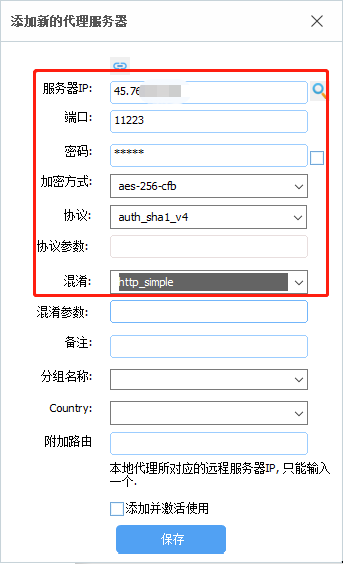 添加新的代理服务器
服务器IP: 45.76
端口: 11223
密码: *****
加密方式: aes-256-cfb
协议: auth_sha1_v4
协议参数:
混淆: http_simple
混淆参数:
备注:
分组名称:
Country:
附加路由
本地代理所对应的远程服务器IP, 只能输入
一个.
添加并激活使用
保存